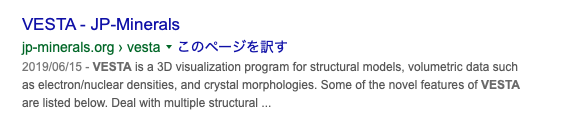 VESTA - JP-Minerals
jp-minerals.org › vesta ▾ このページを訳す
2019/06/15 - VESTA is a 3D visualization program for structural models, volumetric data such
as electron/nuclear densities, and crystal morphologies. Some of the novel features of VESTA
are listed below. Deal with multiple structural ...